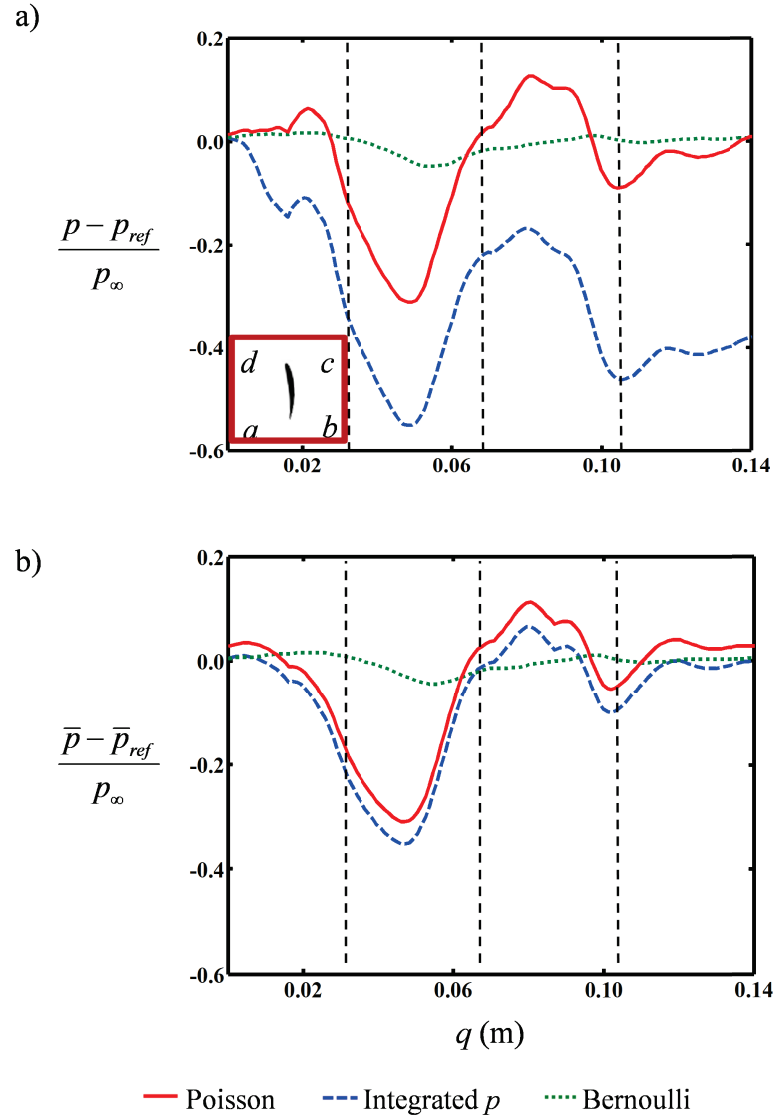 a)
0.2
0.0
-0.2
-0.4
-0.6
p − p_ref
p_∞
d c
a b
0.02 0.06 0.10 0.14
b)
0.2
0.0
-0.2
-0.4
-0.6
p̅ − p̅_ref
p_∞
0.02 0.06 0.10 0.14
q (m)
Poisson Integrated p Bernoulli